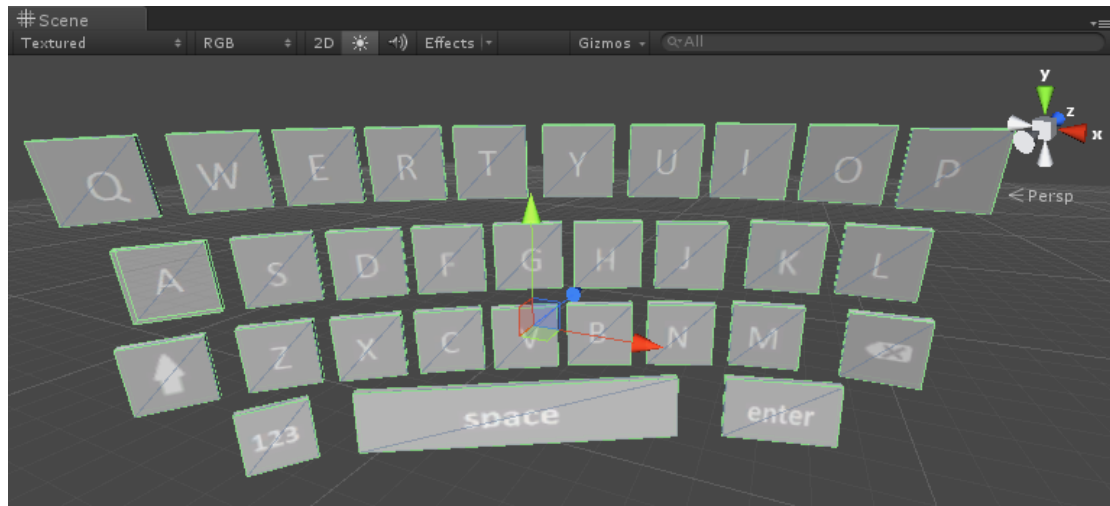 Scene
Textured RGB 2D Effects Gizmos All
y
z
x
Persp
Q W E R T Y U I O P
A S D F G H J K L
Z X C V B N M
123 space enter